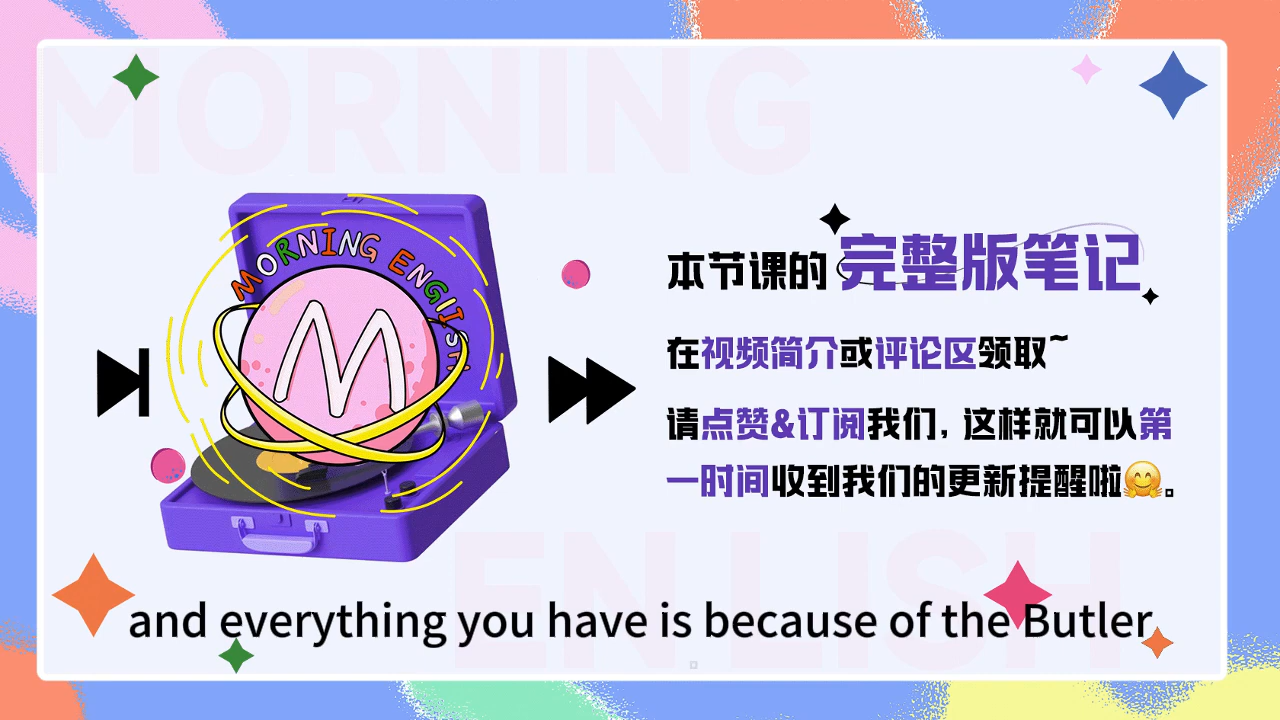 MORNING
MORNING ENGlISH
M
本节课的 完整版笔记
在视频简介或评论区领取~
请点赞&订阅我们, 这样就可以第
一时间收到我们的更新提醒啦🤗。
EN LISH
and everything you have is because of the Butler